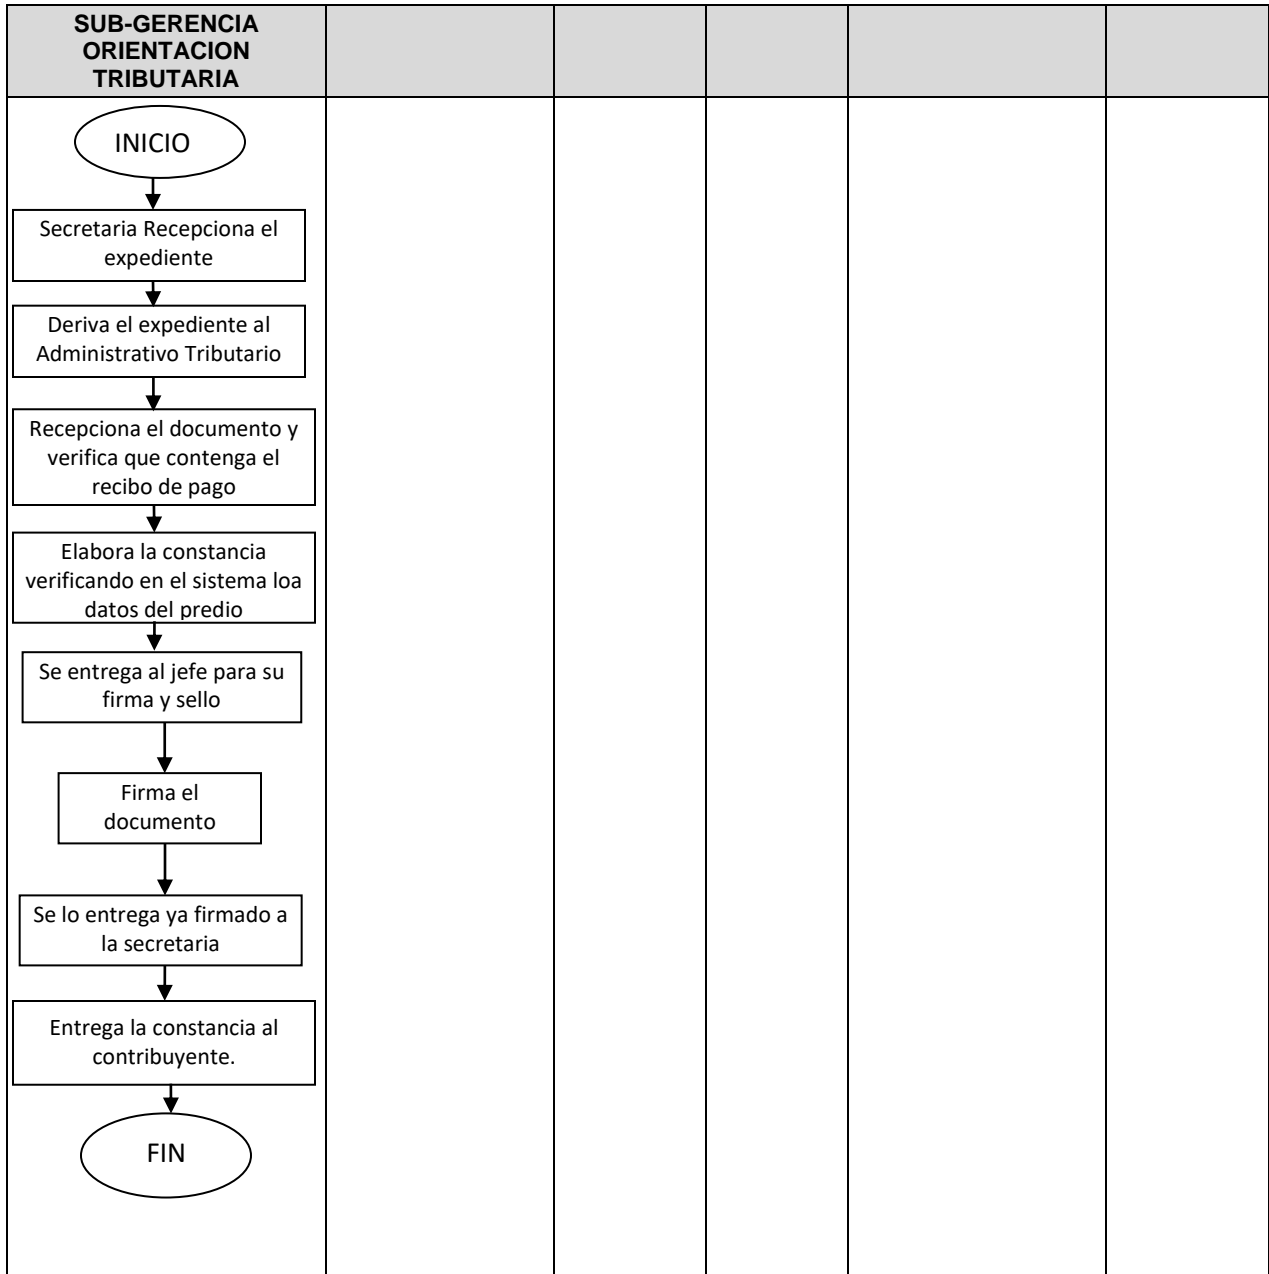 SUB-GERENCIA
ORIENTACION
TRIBUTARIA
INICIO
Secretaria Recepciona el
expediente
Deriva el expediente al
Administrativo Tributario
Recepciona el documento y
verifica que contenga el
recibo de pago
Elabora la constancia
verificando en el sistema loa
datos del predio
Se entrega al jefe para su
firma y sello
Firma el
documento
Se lo entrega ya firmado a
la secretaria
Entrega la constancia al
contribuyente.
FIN